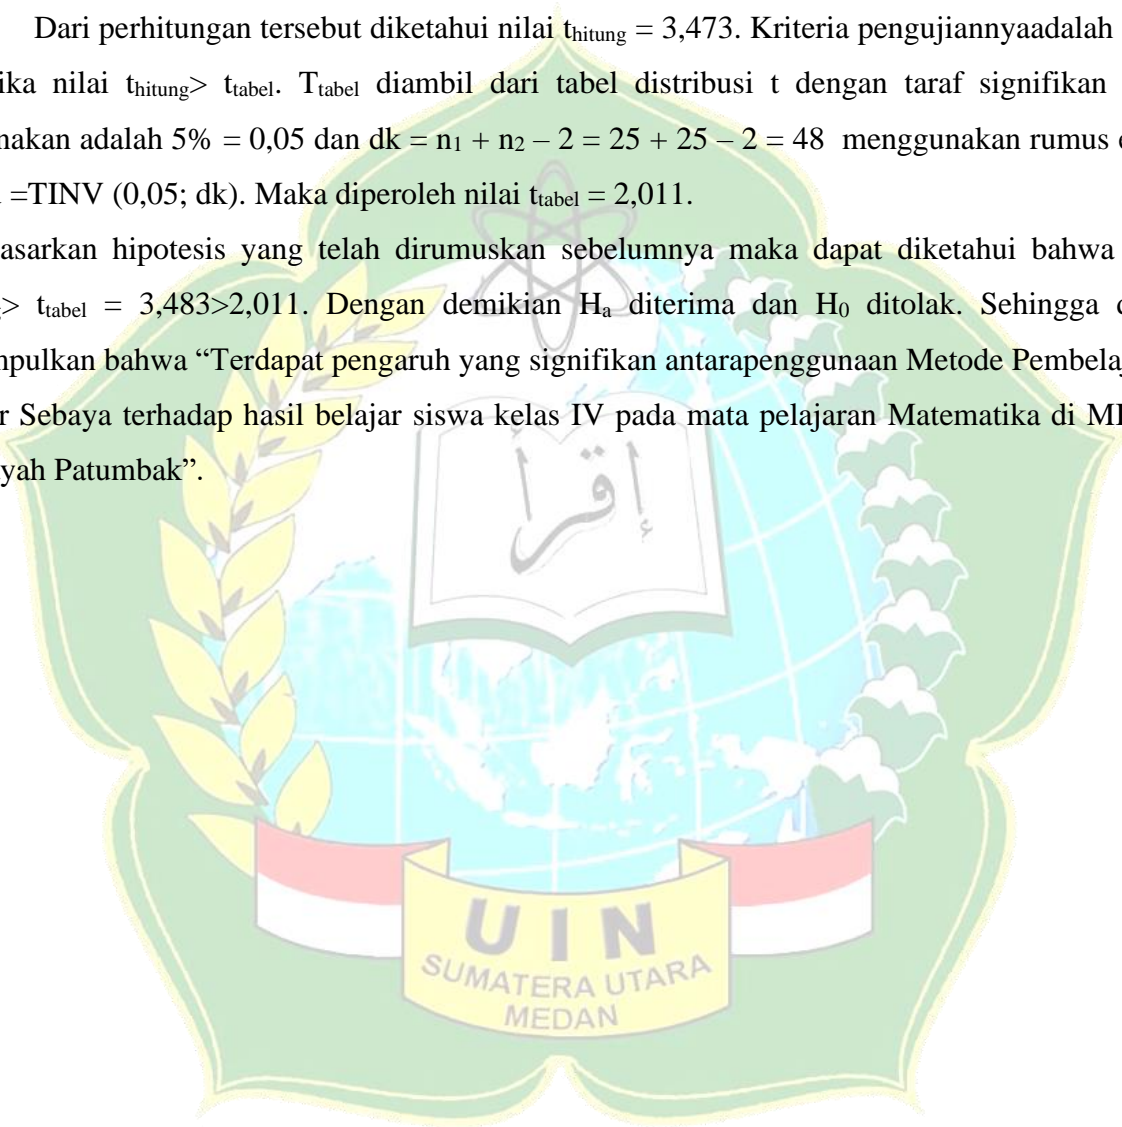 Dari perhitungan tersebut diketahui nilai thitung = 3,473. Kriteria pengujiannyaadalah
ika nilai thitung> ttabel. Ttabel diambil dari tabel distribusi t dengan taraf signifikan
nakan adalah 5% = 0,05 dan dk = n1 + n2 – 2 = 25 + 25 – 2 = 48 menggunakan rumus
=TINV (0,05; dk). Maka diperoleh nilai ttabel = 2,011.
asarkan hipotesis yang telah dirumuskan sebelumnya maka dapat diketahui bahwa
> ttabel = 3,483>2,011. Dengan demikian Ha diterima dan H0 ditolak. Sehingga
npulkan bahwa “Terdapat pengaruh yang signifikan antarapenggunaan Metode Pembelaj
r Sebaya terhadap hasil belajar siswa kelas IV pada mata pelajaran Matematika di MI
yah Patumbak”.
إقرأ
UIN
SUMATERA UTARA
MEDAN